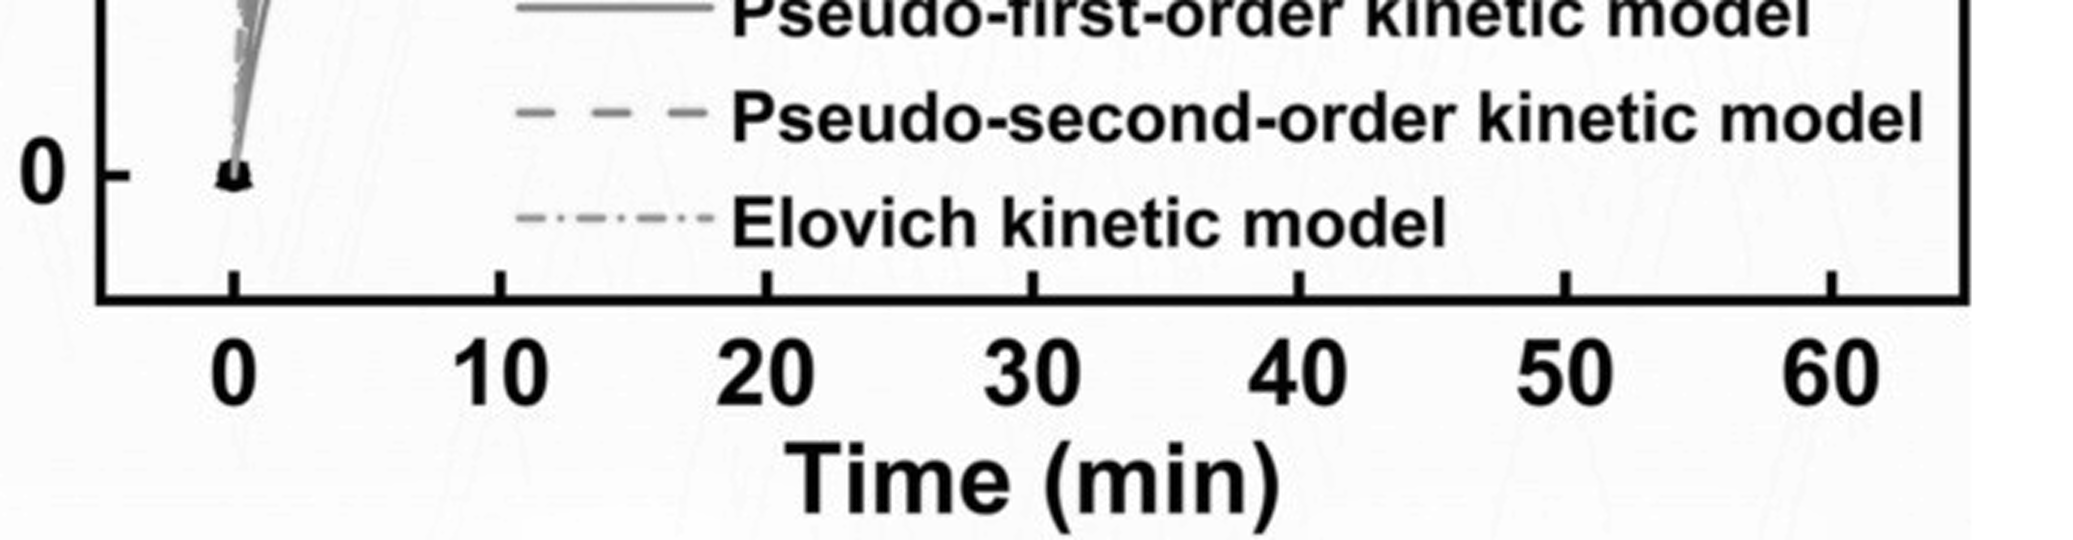 Pseudo-first-order kinetic model
Pseudo-second-order kinetic model
0
Elovich kinetic model
0 10 20 30 40 50 60
Time (min)